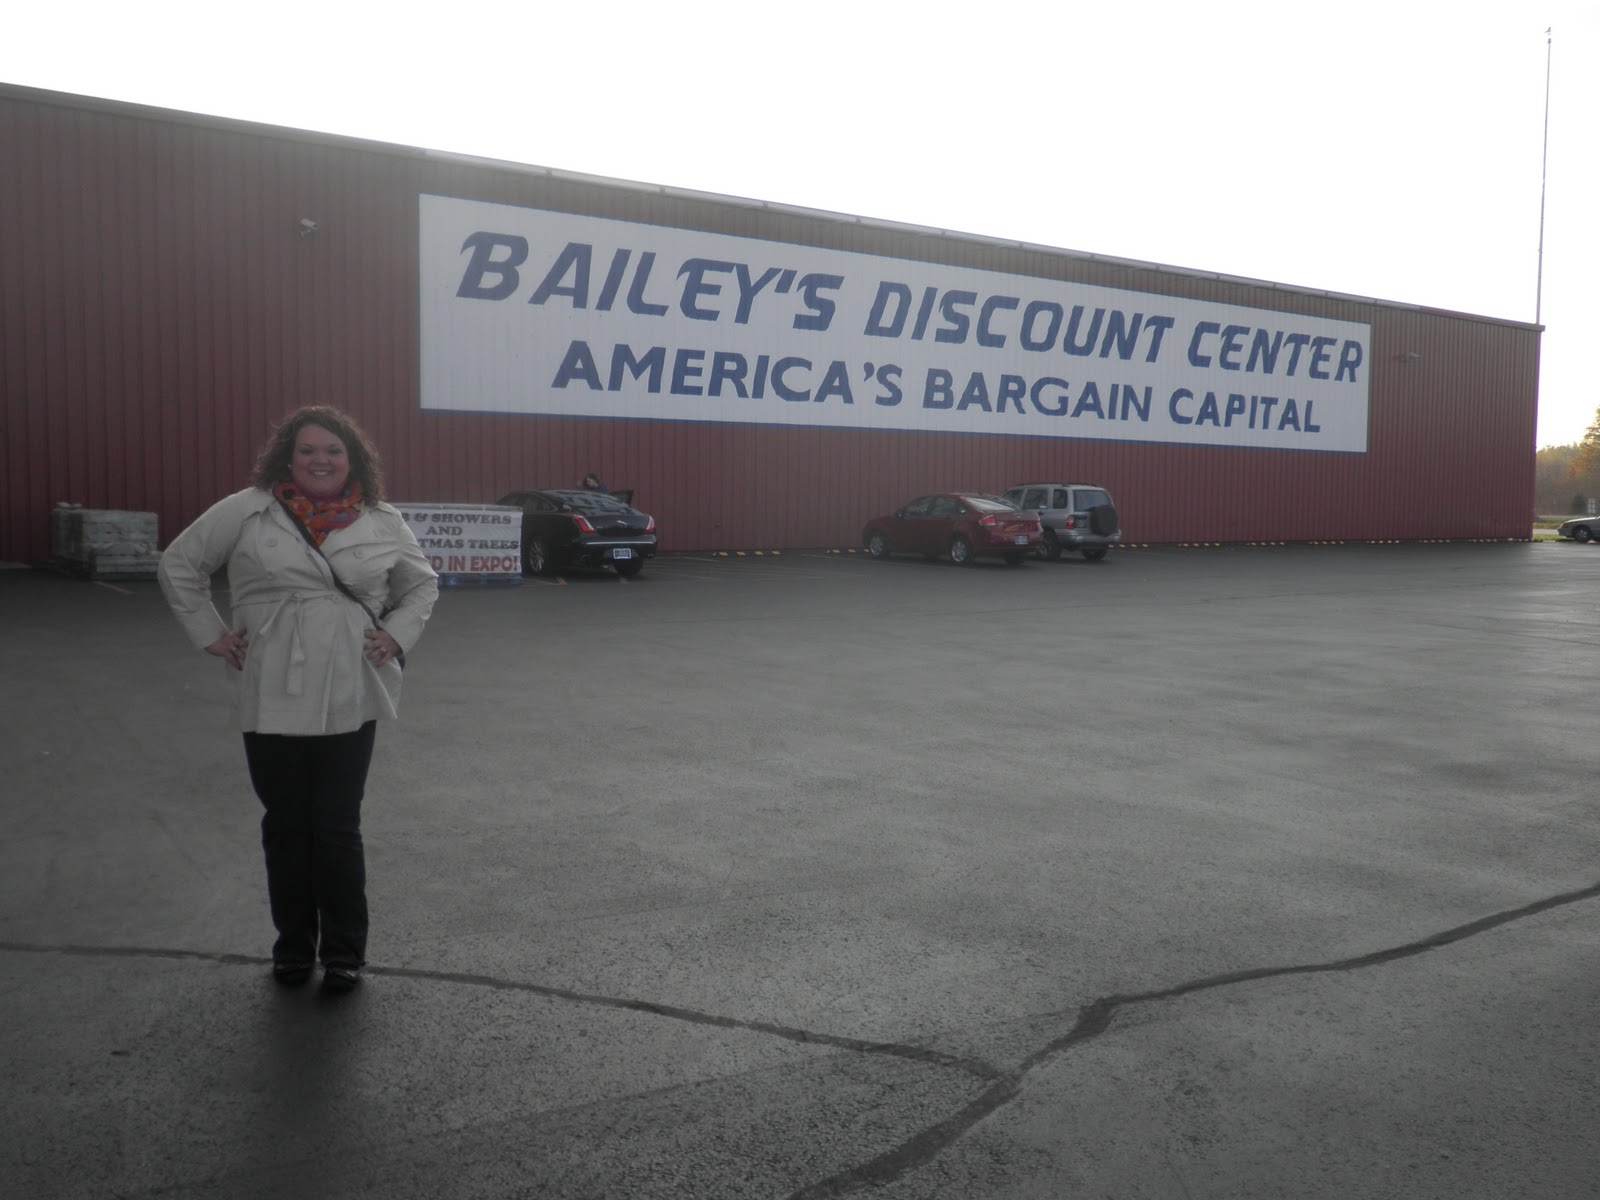 BAILEY'S DISCOUNT CENTER
AMERICA'S BARGAIN CAPITAL
& SHOWERS
AND
TREES
IN EXPO!